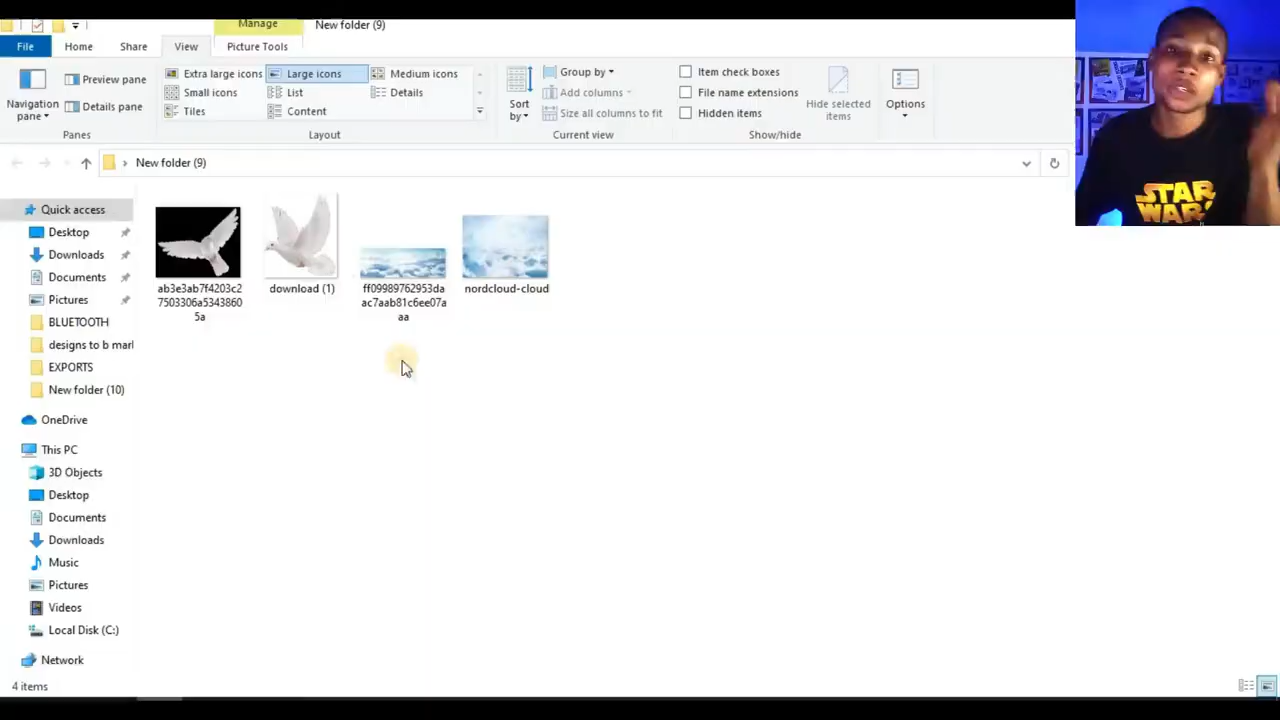 Manage
New folder (9)
File
Home
Share
View
Picture Tools
Navigation
pane
Preview pane
Details pane
Panes
Extra large icons
Large icons
Medium icons
Small icons
List
Details
Tiles
Content
Layout
Sort
by
Group by
Add columns
Size all columns to fit
Current view
Item check boxes
File name extensions
Hidden items
Hide selected
items
Show/hide
Options
New folder (9)
Quick access
Desktop
Downloads
Documents
Pictures
BLUETOOTH
designs to b marl
EXPORTS
New folder (10)
OneDrive
This PC
3D Objects
Desktop
Documents
Downloads
Music
Pictures
Videos
Local Disk (C:)
Network
ab3e3ab7f4203c2
7503306a5343860
5a
download (1)
ff09989762953da
ac7aab81c6ee07a
aa
nordcloud-cloud
4 items
STAR
WARS